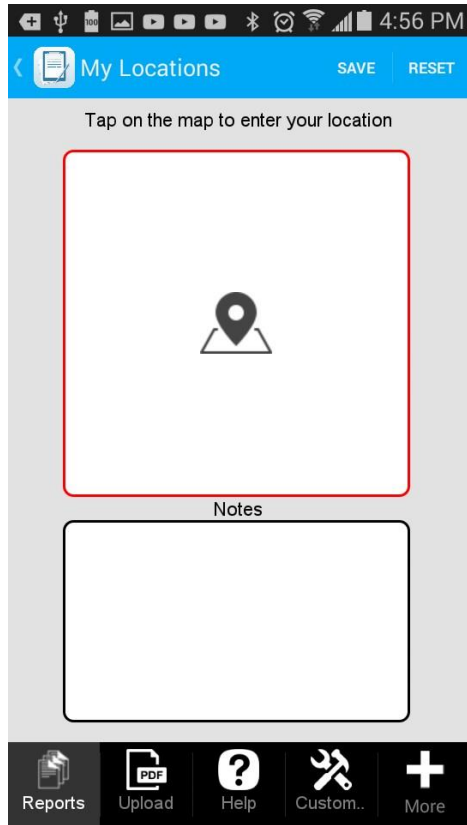 100 4:56 PM
My Locations SAVE RESET
Tap on the map to enter your location
Notes
PDF ?
Reports Upload Help Custom.. More